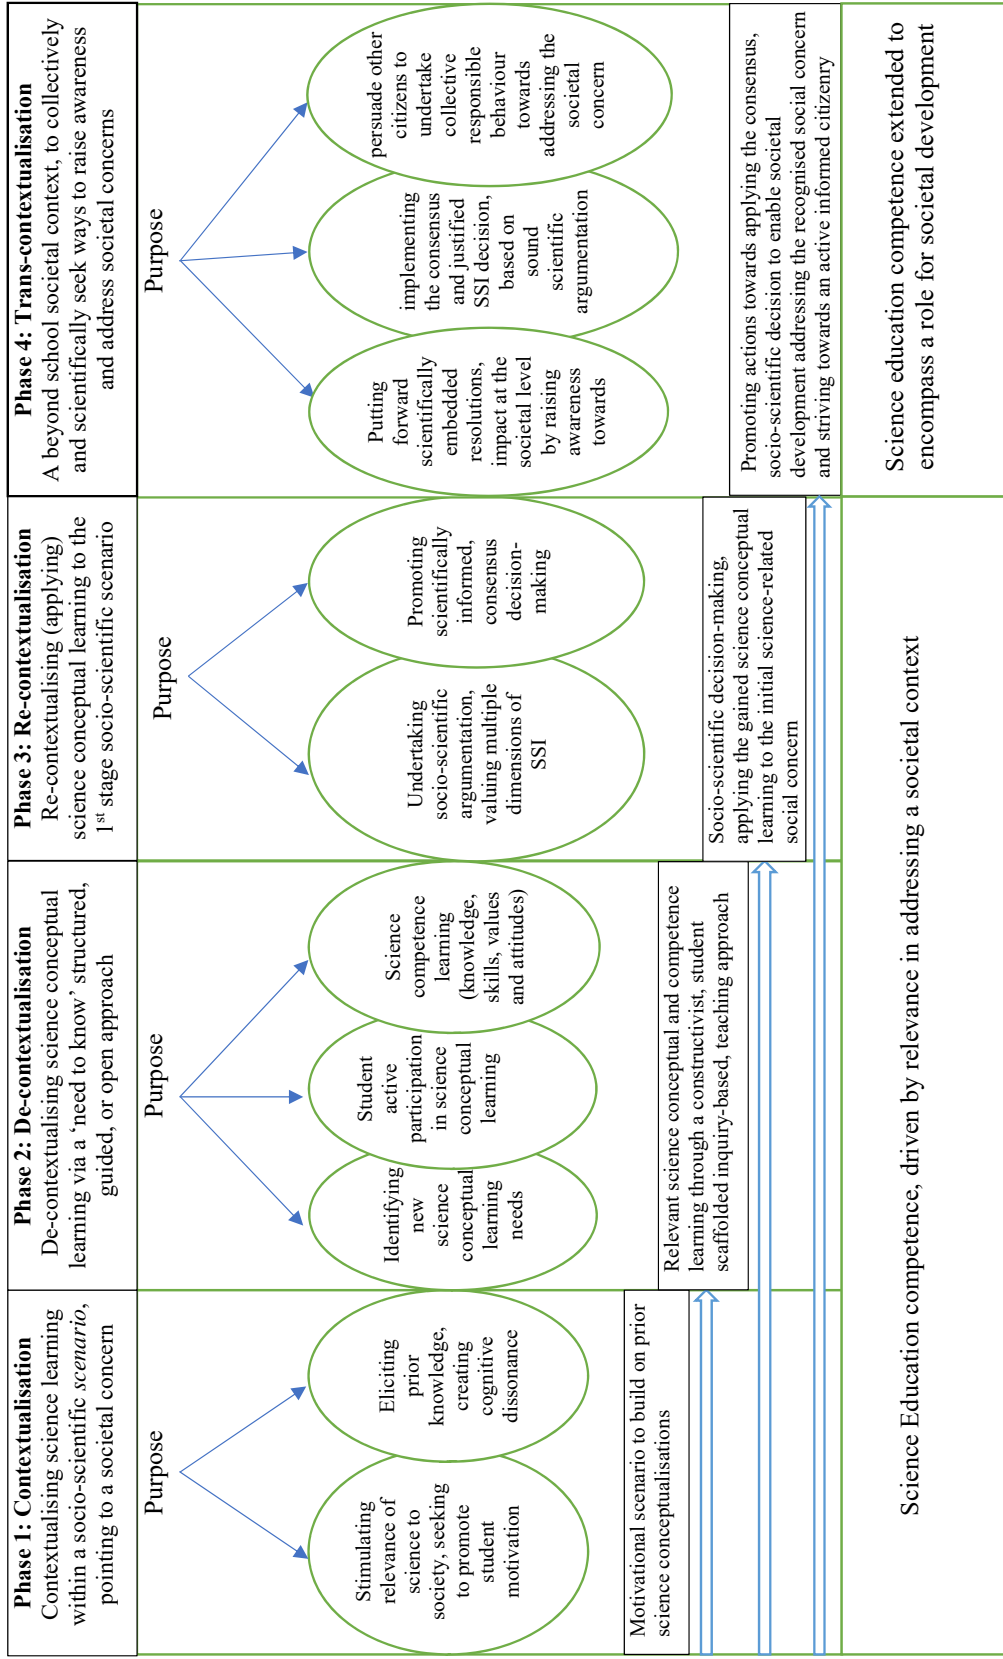 Phase 1: Contextualisation
Contextualising science learning
within a socio-scientific scenario,
pointing to a societal concern
Phase 2: De-contextualisation
De-contextualising science conceptual
learning via a ‘need to know’ structured,
guided, or open approach
Phase 3: Re-contextualisation
Re-contextualising (applying)
science conceptual learning to the
1st stage socio-scientific scenario
Phase 4: Trans-contextualisation
A beyond school societal context, to collectively
and scientifically seek ways to raise awareness
and address societal concerns
Purpose
Purpose
Purpose
Purpose
Stimulating
relevance of
science to
society, seeking
to promote
student
motivation
Eliciting
prior
knowledge,
creating
cognitive
dissonance
Identifying
new
science
conceptual
learning
needs
Student
active
participation
in science
conceptual
learning
Science
competence
learning
(knowledge,
skills, values
and attitudes)
Undertaking
socio-scientific
argumentation,
valuing multiple
dimensions of
SSI
Promoting
scientifically
informed,
consensus
decision-
making
Putting
forward
scientifically
embedded
resolutions,
impact at the
societal level
by raising
awareness
towards
implementing
the consensus
and justified
SSI decision,
based on
sound
scientific
argumentation
persuade other
citizens to
undertake
collective
responsible
behaviour
towards
addressing the
societal
concern
Motivational scenario to build on prior
science conceptualisations
Relevant science conceptual and competence
learning through a constructivist, student
scaffolded inquiry-based, teaching approach
Socio-scientific decision-making,
applying the gained science conceptual
learning to the initial science-related
social concern
Promoting actions towards applying the consensus,
socio-scientific decision to enable societal
development addressing the recognised social concern
and striving towards an active informed citizenry
Science Education competence, driven by relevance in addressing a societal context
Science education competence extended to
encompass a role for societal development